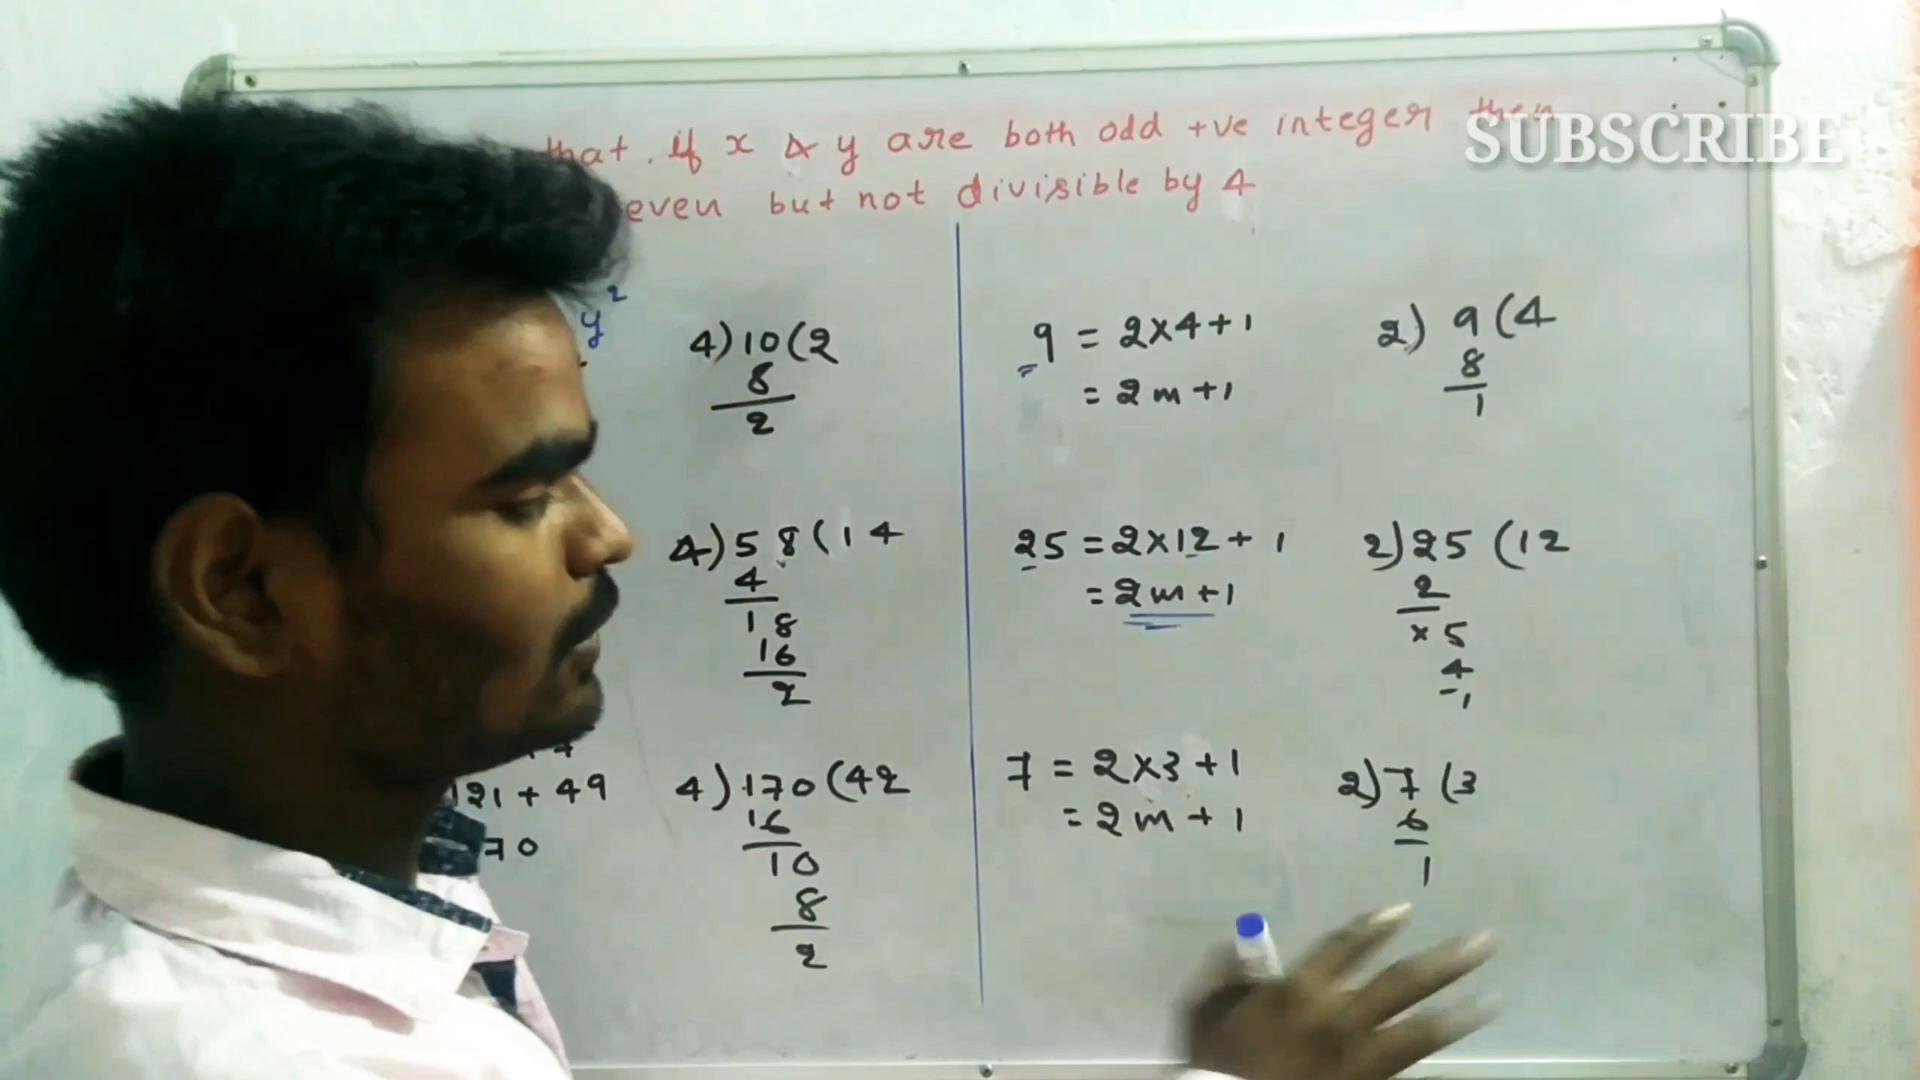 that . if x & y are both odd +ve integer then
SUBSCRIBE
even but not divisible by 4
y²
4)10(2
8
2
4)58(14
4
18
16
2
121 + 49
70
4)170(42
16
10
8
2
9 = 2×4+1
= 2m+1
2) 9(4
8
1
25 = 2×12+1
= 2m+1
2)25(12
2
×5
4
1
7 = 2×3+1
= 2m+1
2)7(3
6
1